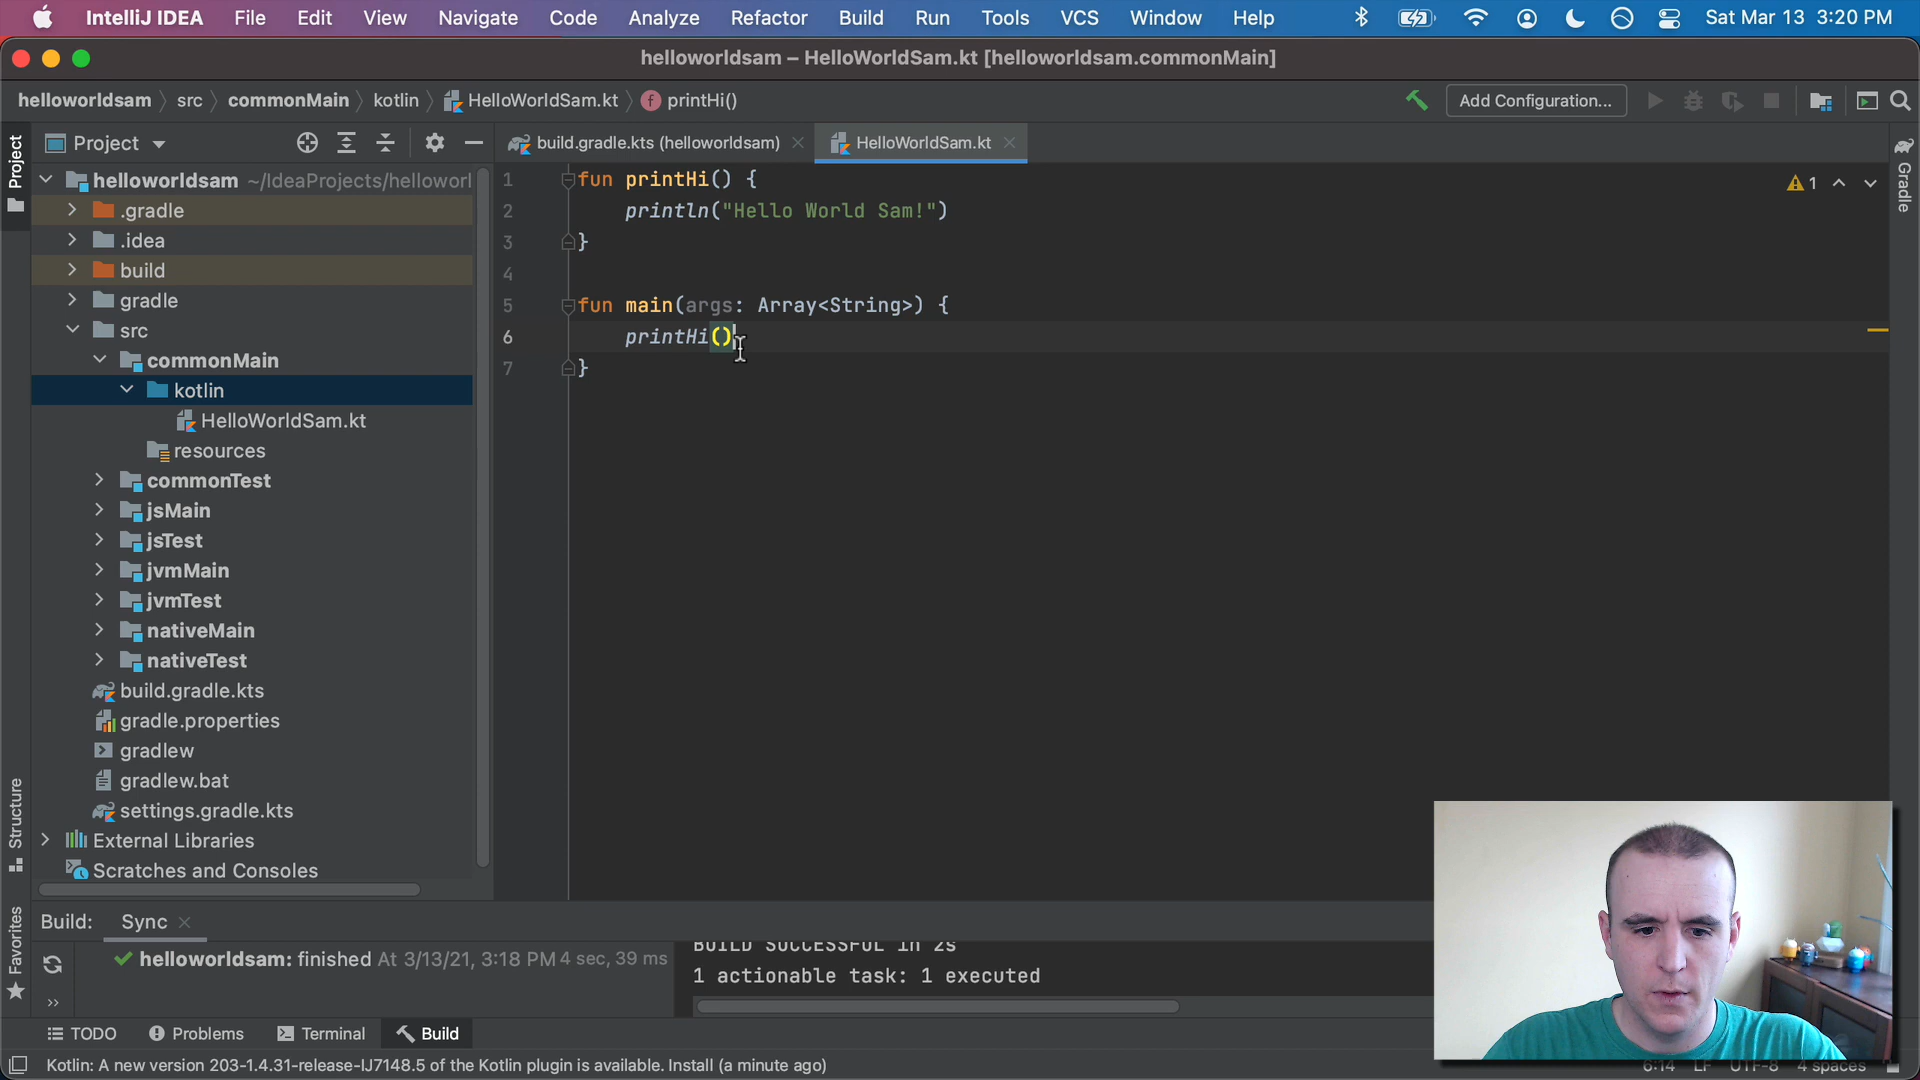 IntelliJ IDEA File Edit View Navigate Code Analyze Refactor Build Run Tools VCS Window Help Sat Mar 13 3:20 PM
helloworldsam – HelloWorldSam.kt [helloworldsam.commonMain]
helloworldsam src commonMain kotlin HelloWorldSam.kt printHi() Add Configuration...
Project
Project
build.gradle.kts (helloworldsam)
HelloWorldSam.kt
Gradle
helloworldsam ~/IdeaProjects/helloworl
.gradle
.idea
build
gradle
src
commonMain
kotlin
HelloWorldSam.kt
resources
commonTest
jsMain
jsTest
jvmMain
jvmTest
nativeMain
nativeTest
build.gradle.kts
gradle.properties
gradlew
gradlew.bat
settings.gradle.kts
External Libraries
Scratches and Consoles
1 fun printHi() {
2 println("Hello World Sam!")
3 }
4
5 fun main(args: Array<String>) {
6 printHi()
7 }
1
Structure
Favorites
Build: Sync
helloworldsam: finished At 3/13/21, 3:18 PM 4 sec, 39 ms
BUILD SUCCESSFUL in 2s
1 actionable task: 1 executed
TODO Problems Terminal Build
Kotlin: A new version 203-1.4.31-release-IJ7148.5 of the Kotlin plugin is available. Install (a minute ago)
6:14 LF UTF-8 4 spaces